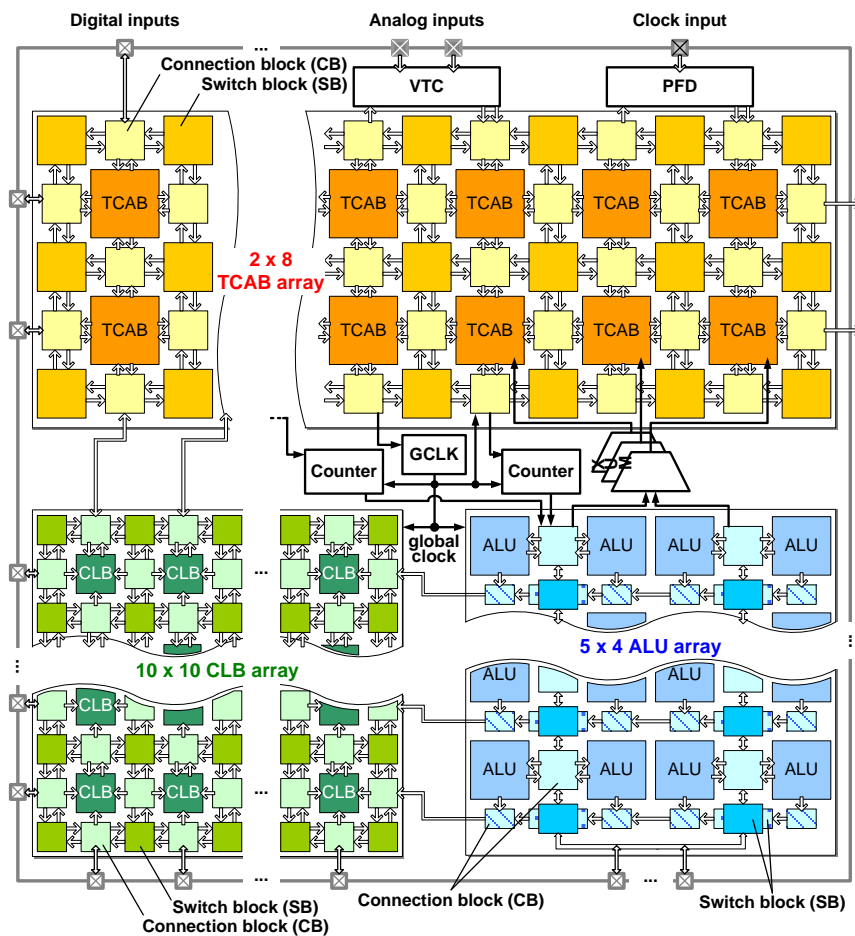 Digital inputs
Analog inputs
Clock input
...
Connection block (CB)
Switch block (SB)
VTC
PFD
TCAB
TCAB
TCAB
TCAB
TCAB
2 x 8
TCAB array
TCAB
TCAB
TCAB
TCAB
TCAB
Counter
GCLK
Counter
MUX
global
clock
CLB
CLB
...
CLB
ALU
ALU
ALU
ALU
...
10 x 10 CLB array
5 x 4 ALU array
...
CLB
ALU
ALU
ALU
ALU
...
CLB
CLB
...
CLB
ALU
ALU
ALU
ALU
...
...
Switch block (SB)
Connection block (CB)
Connection block (CB)
Switch block (SB)